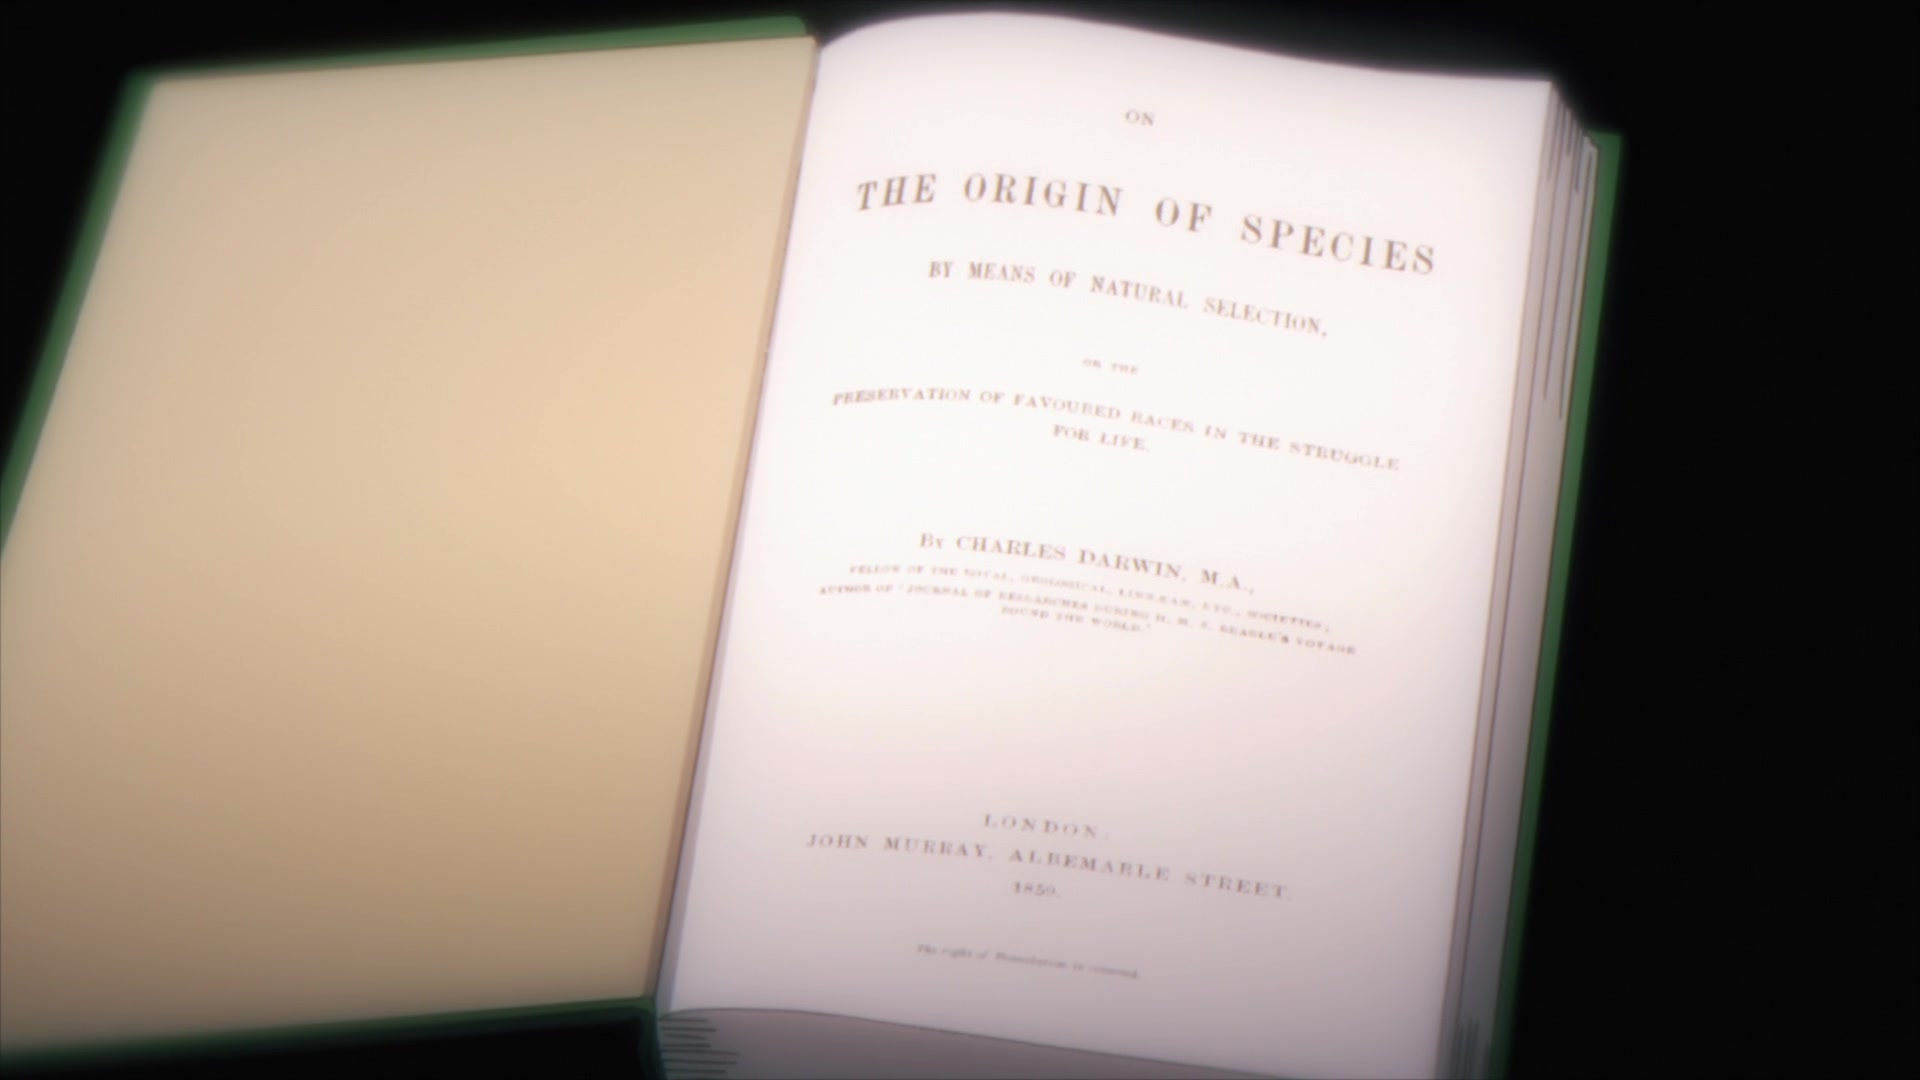 ON
THE ORIGIN OF SPECIES
BY MEANS OF NATURAL SELECTION,
OR THE
PRESERVATION OF FAVOURED RACES IN THE STRUGGLE
FOR LIFE.
By CHARLES DARWIN, M.A.,
FELLOW OF THE ROYAL, GEOLOGICAL, LINNÆAN, ETC., SOCIETIES;
AUTHOR OF 'JOURNAL OF RESEARCHES DURING H. M. S. BEAGLE'S VOYAGE
ROUND THE WORLD.'
LONDON:
JOHN MURRAY, ALBEMARLE STREET.
1859.
The right of Translation is reserved.